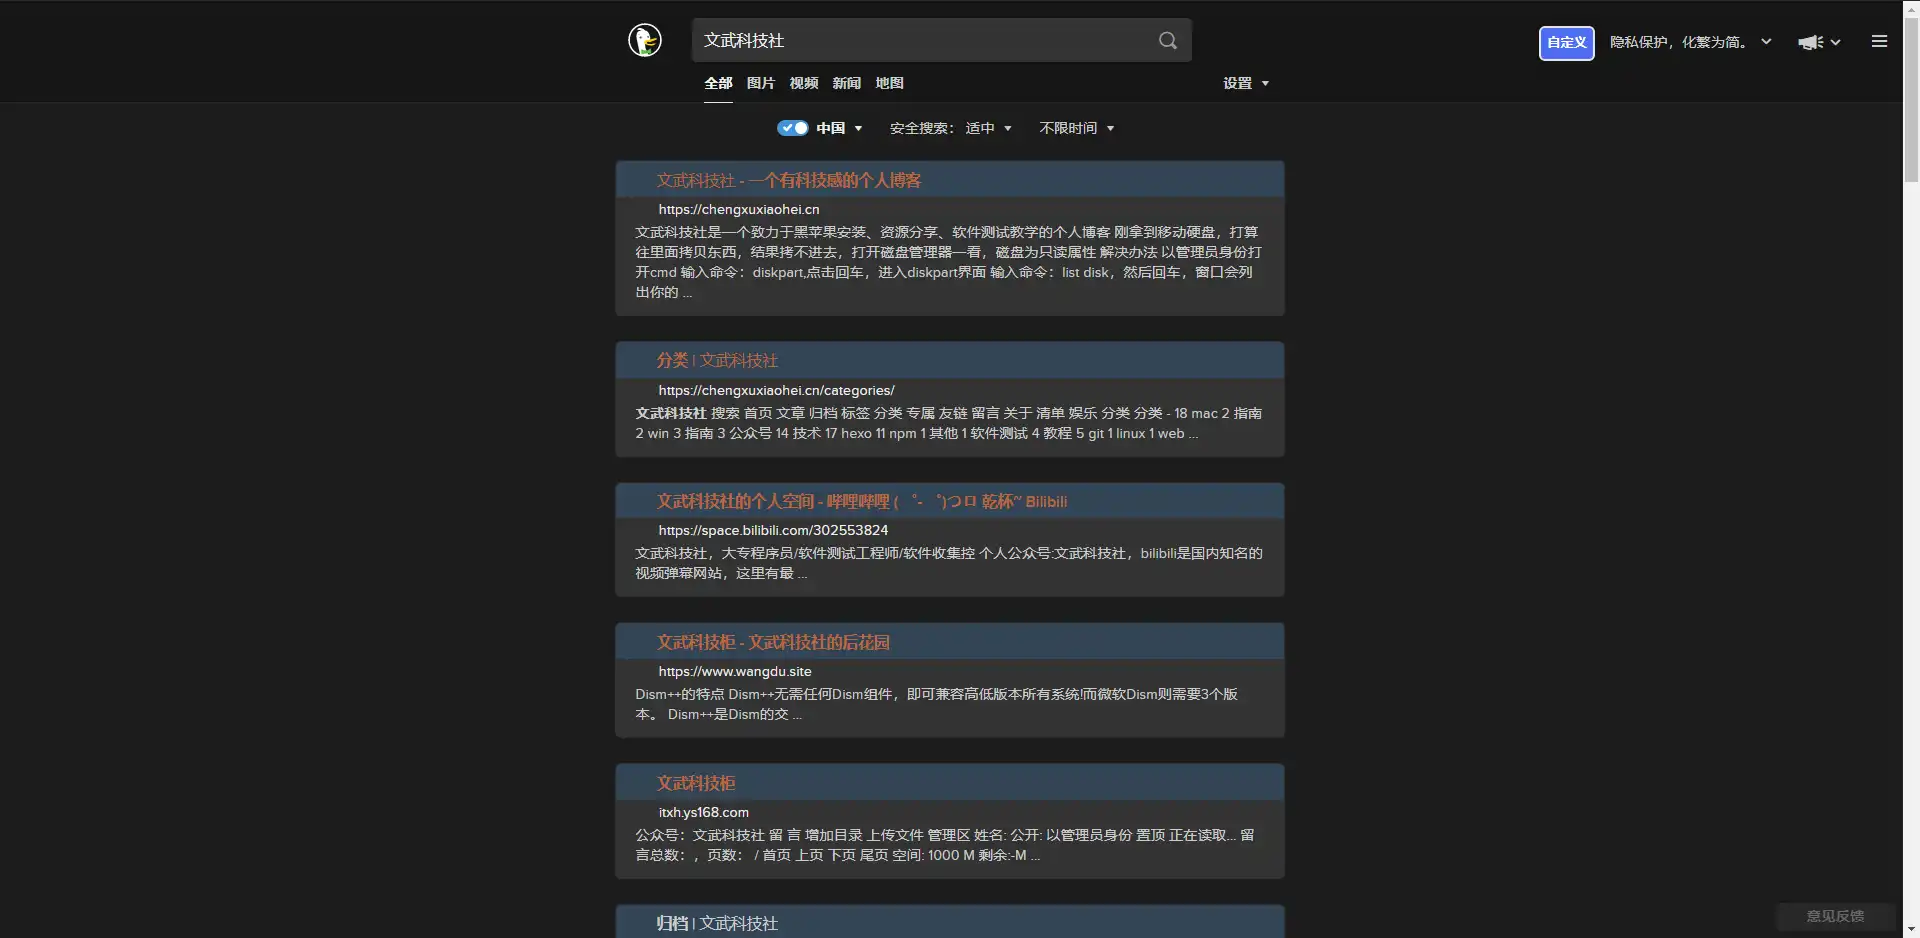 文武科技社
自定义
隐私保护，化繁为简。
全部 图片 视频 新闻 地图
设置
中国
安全搜索： 适中
不限时间
文武科技社 - 一个有科技感的个人博客
https://chengxuxiaohei.cn
文武科技社是一个致力于黑苹果安装、资源分享、软件测试教学的个人博客 刚拿到移动硬盘，打算
往里面拷贝东西，结果拷不进去，打开磁盘管理器一看，磁盘为只读属性 解决办法 以管理员身份打
开cmd 输入命令：diskpart,点击回车，进入diskpart界面 输入命令：list disk，然后回车，窗口会列
出你的 ...
分类 | 文武科技社
https://chengxuxiaohei.cn/categories/
文武科技社 搜索 首页 文章 归档 标签 分类 专属 友链 留言 关于 清单 娱乐 分类 分类 - 18 mac 2 指南
2 win 3 指南 3 公众号 14 技术 17 hexo 11 npm 1 其他 1 软件测试 4 教程 5 git 1 linux 1 web ...
文武科技社的个人空间 - 哔哩哔哩 ( ゜- ゜)つロ 乾杯~ Bilibili
https://space.bilibili.com/302553824
文武科技社，大专程序员/软件测试工程师/软件收集控 个人公众号:文武科技社，bilibili是国内知名的
视频弹幕网站，这里有最 ...
文武科技柜 - 文武科技社的后花园
https://www.wangdu.site
Dism++的特点 Dism++无需任何Dism组件，即可兼容高低版本所有系统!而微软Dism则需要3个版
本。 Dism++是Dism的交 ...
文武科技柜
itxh.ys168.com
公众号：文武科技社 留 言 增加目录 上传文件 管理区 姓名: 公开: 以管理员身份 置顶 正在读取... 留
言总数：，页数： / 首页 上页 下页 尾页 空间: 1000 M 剩余:-M ...
归档 | 文武科技社
意见反馈